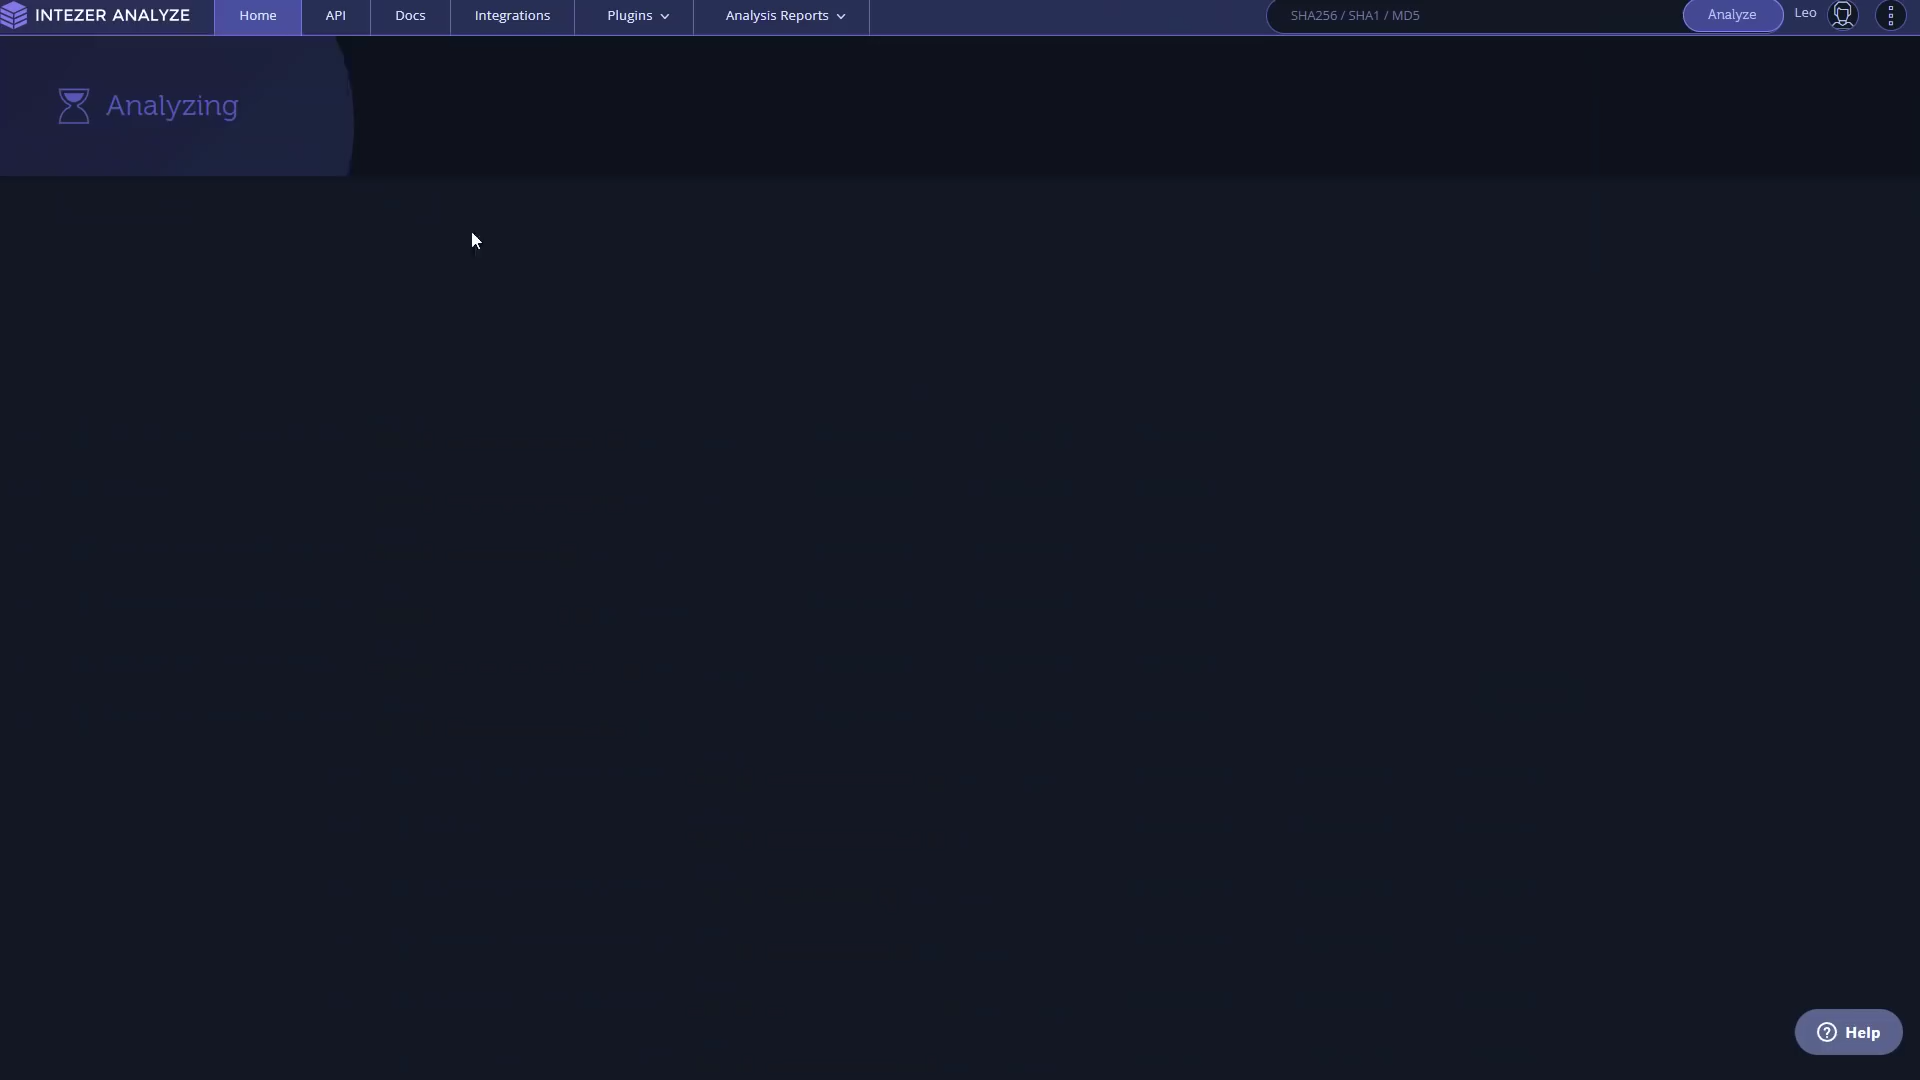 INTEZER ANALYZE Home API Docs Integrations Plugins Analysis Reports SHA256 / SHA1 / MD5 Analyze Leo
Analyzing
Help